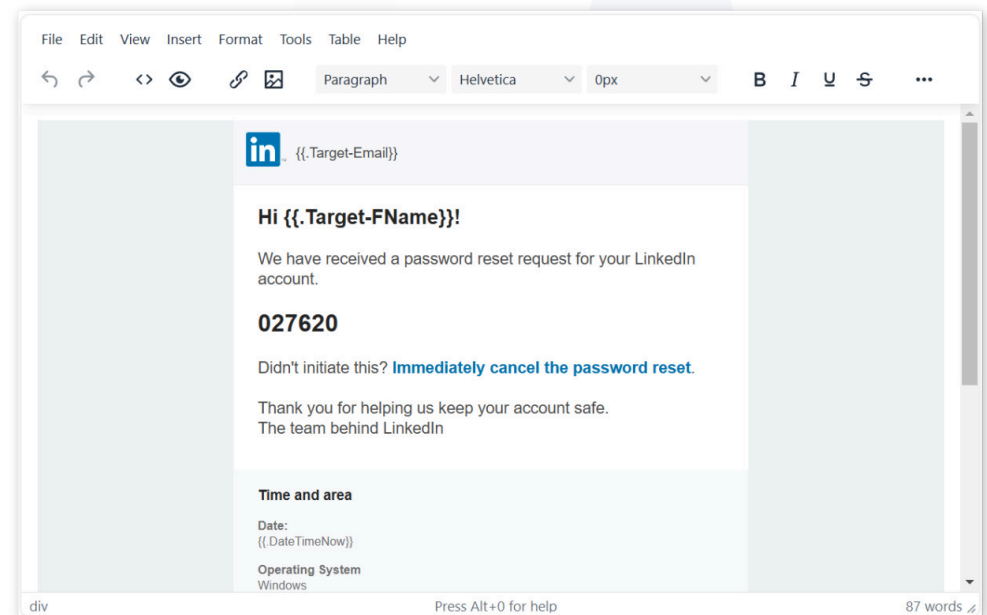 File Edit View Insert Format Tools Table Help
Paragraph Helvetica 0px B I U S ...
in {{.Target-Email}}
Hi {{.Target-FName}}!
We have received a password reset request for your LinkedIn
account.
027620
Didn't initiate this? Immediately cancel the password reset.
Thank you for helping us keep your account safe.
The team behind LinkedIn
Time and area
Date:
{{.DateTimeNow}}
Operating System
Windows
div Press Alt+0 for help 87 words